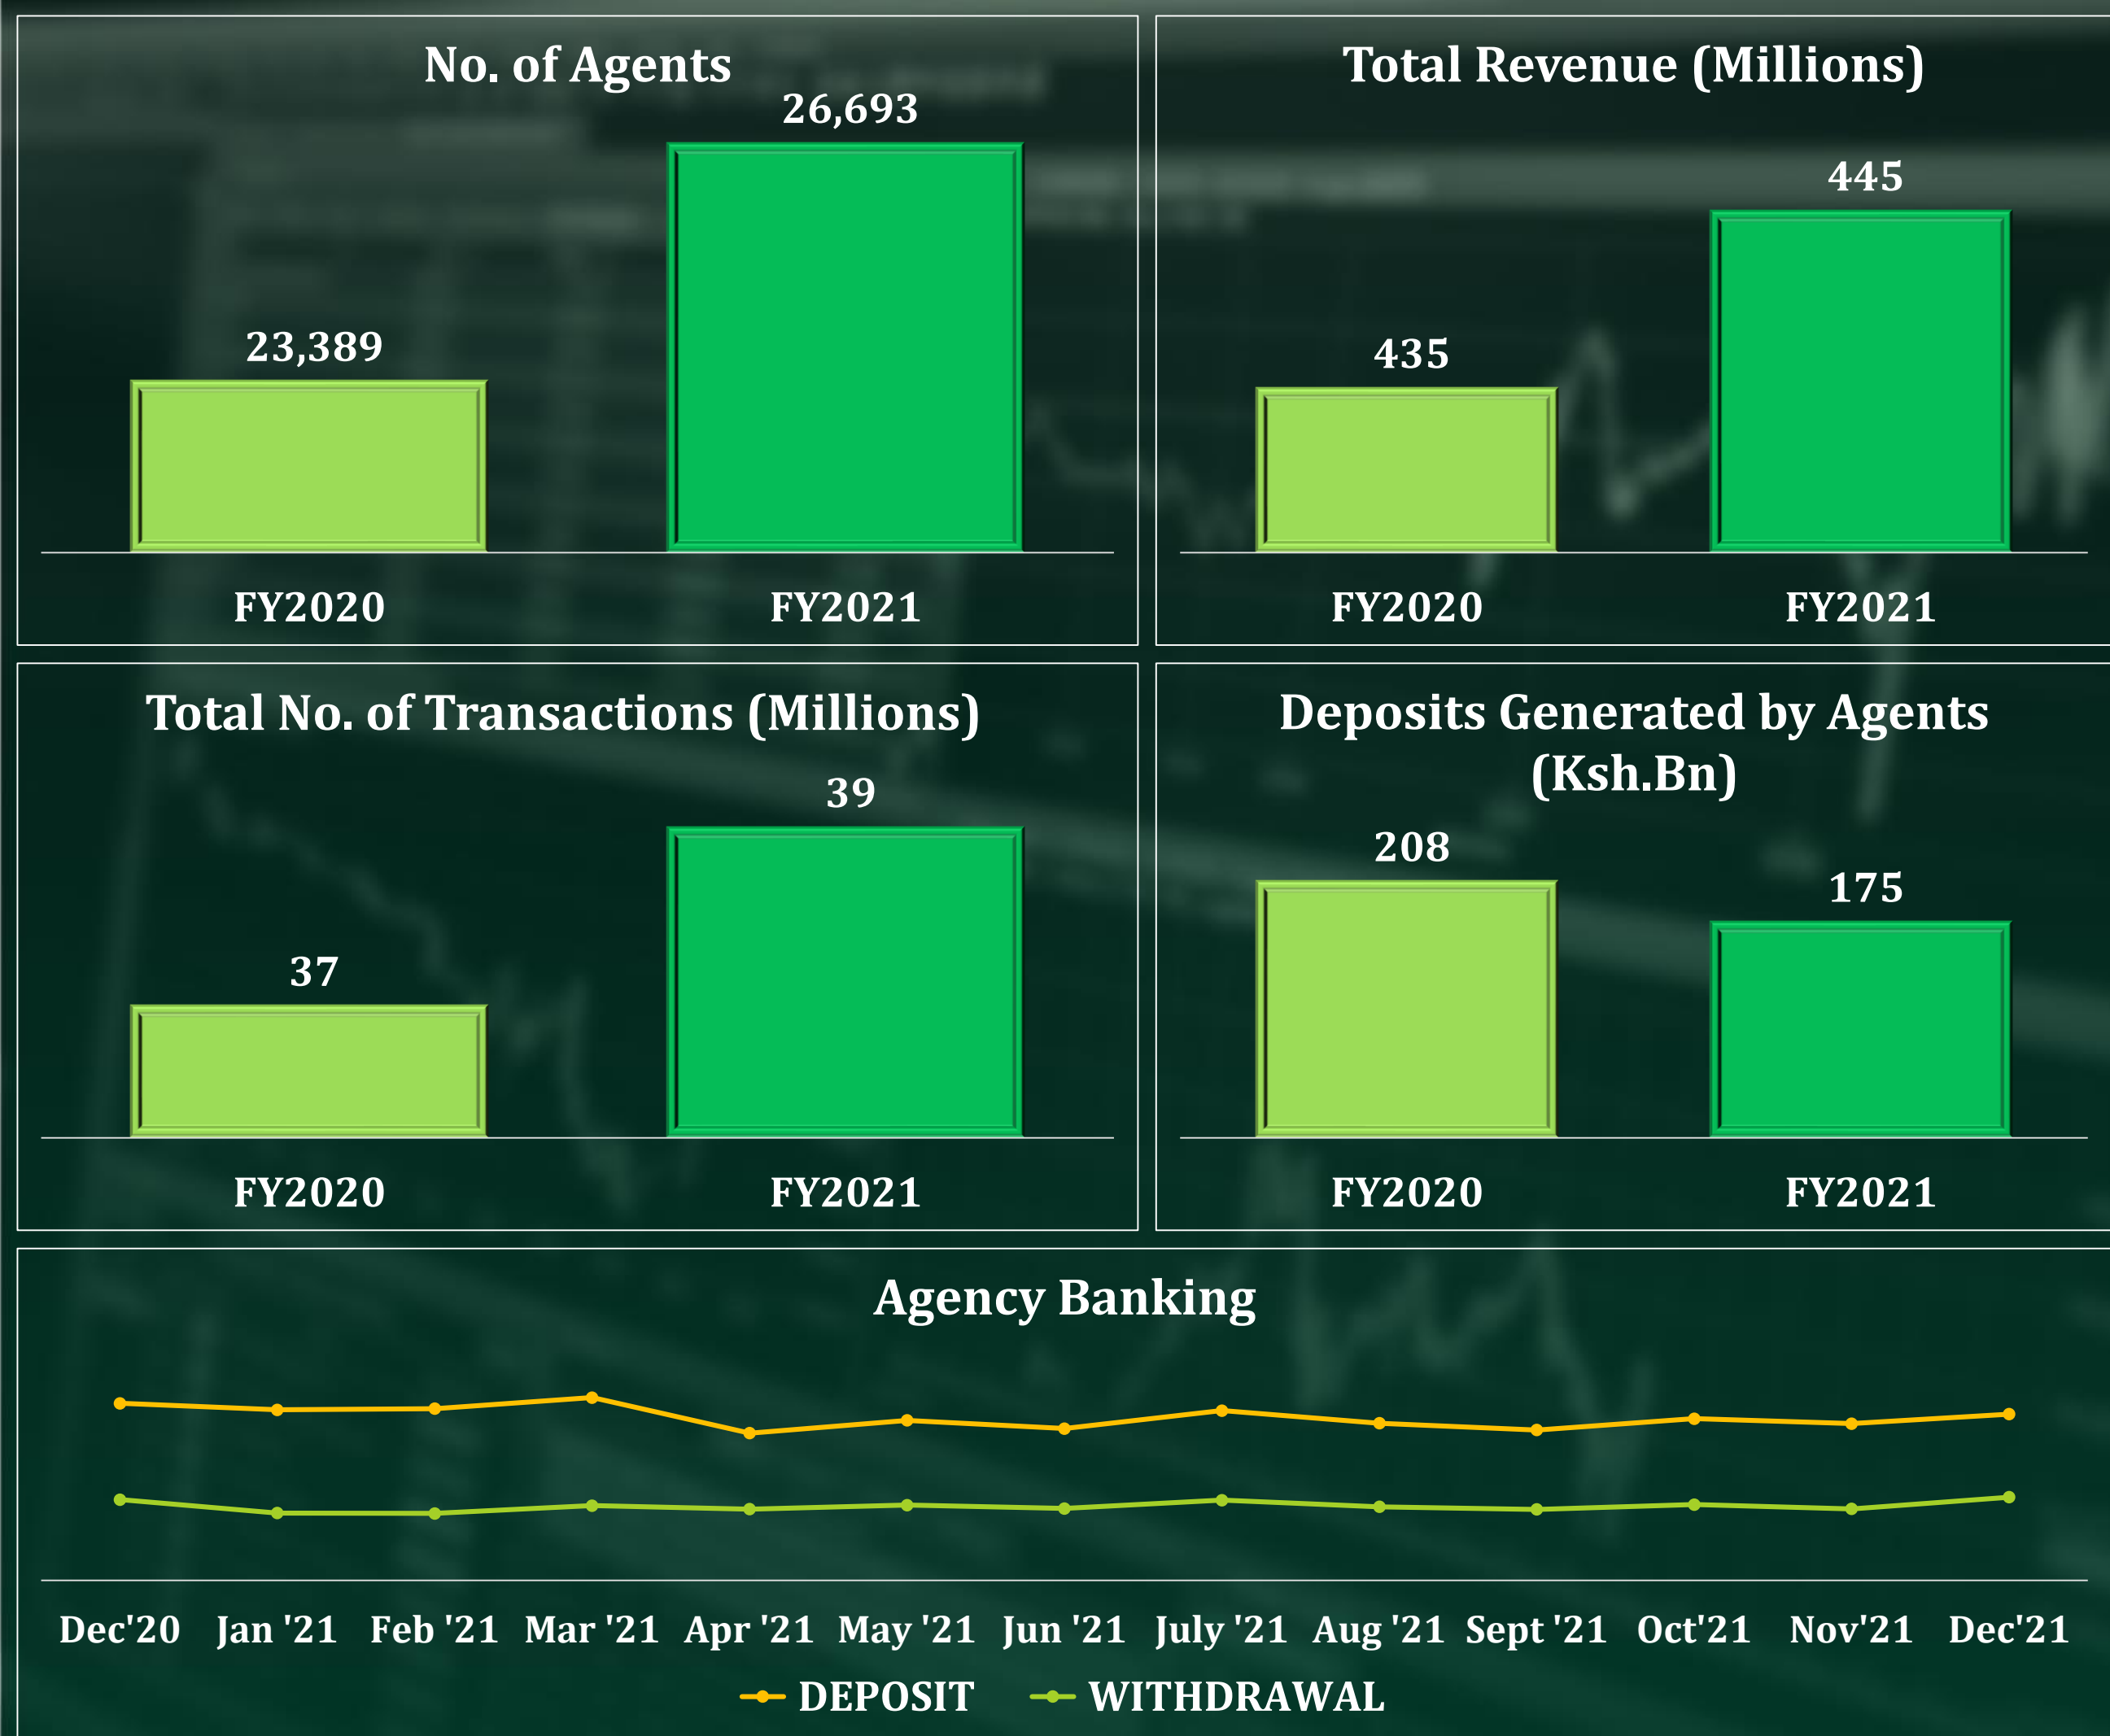 No. of Agents
26,693
23,389
FY2020 FY2021
Total Revenue (Millions)
445
435
FY2020 FY2021
Total No. of Transactions (Millions)
39
37
FY2020 FY2021
Deposits Generated by Agents
(Ksh.Bn)
208
175
FY2020 FY2021
Agency Banking
Dec'20 Jan '21 Feb '21 Mar '21 Apr '21 May '21 Jun '21 July '21 Aug '21 Sept '21 Oct'21 Nov'21 Dec'21
DEPOSIT WITHDRAWAL